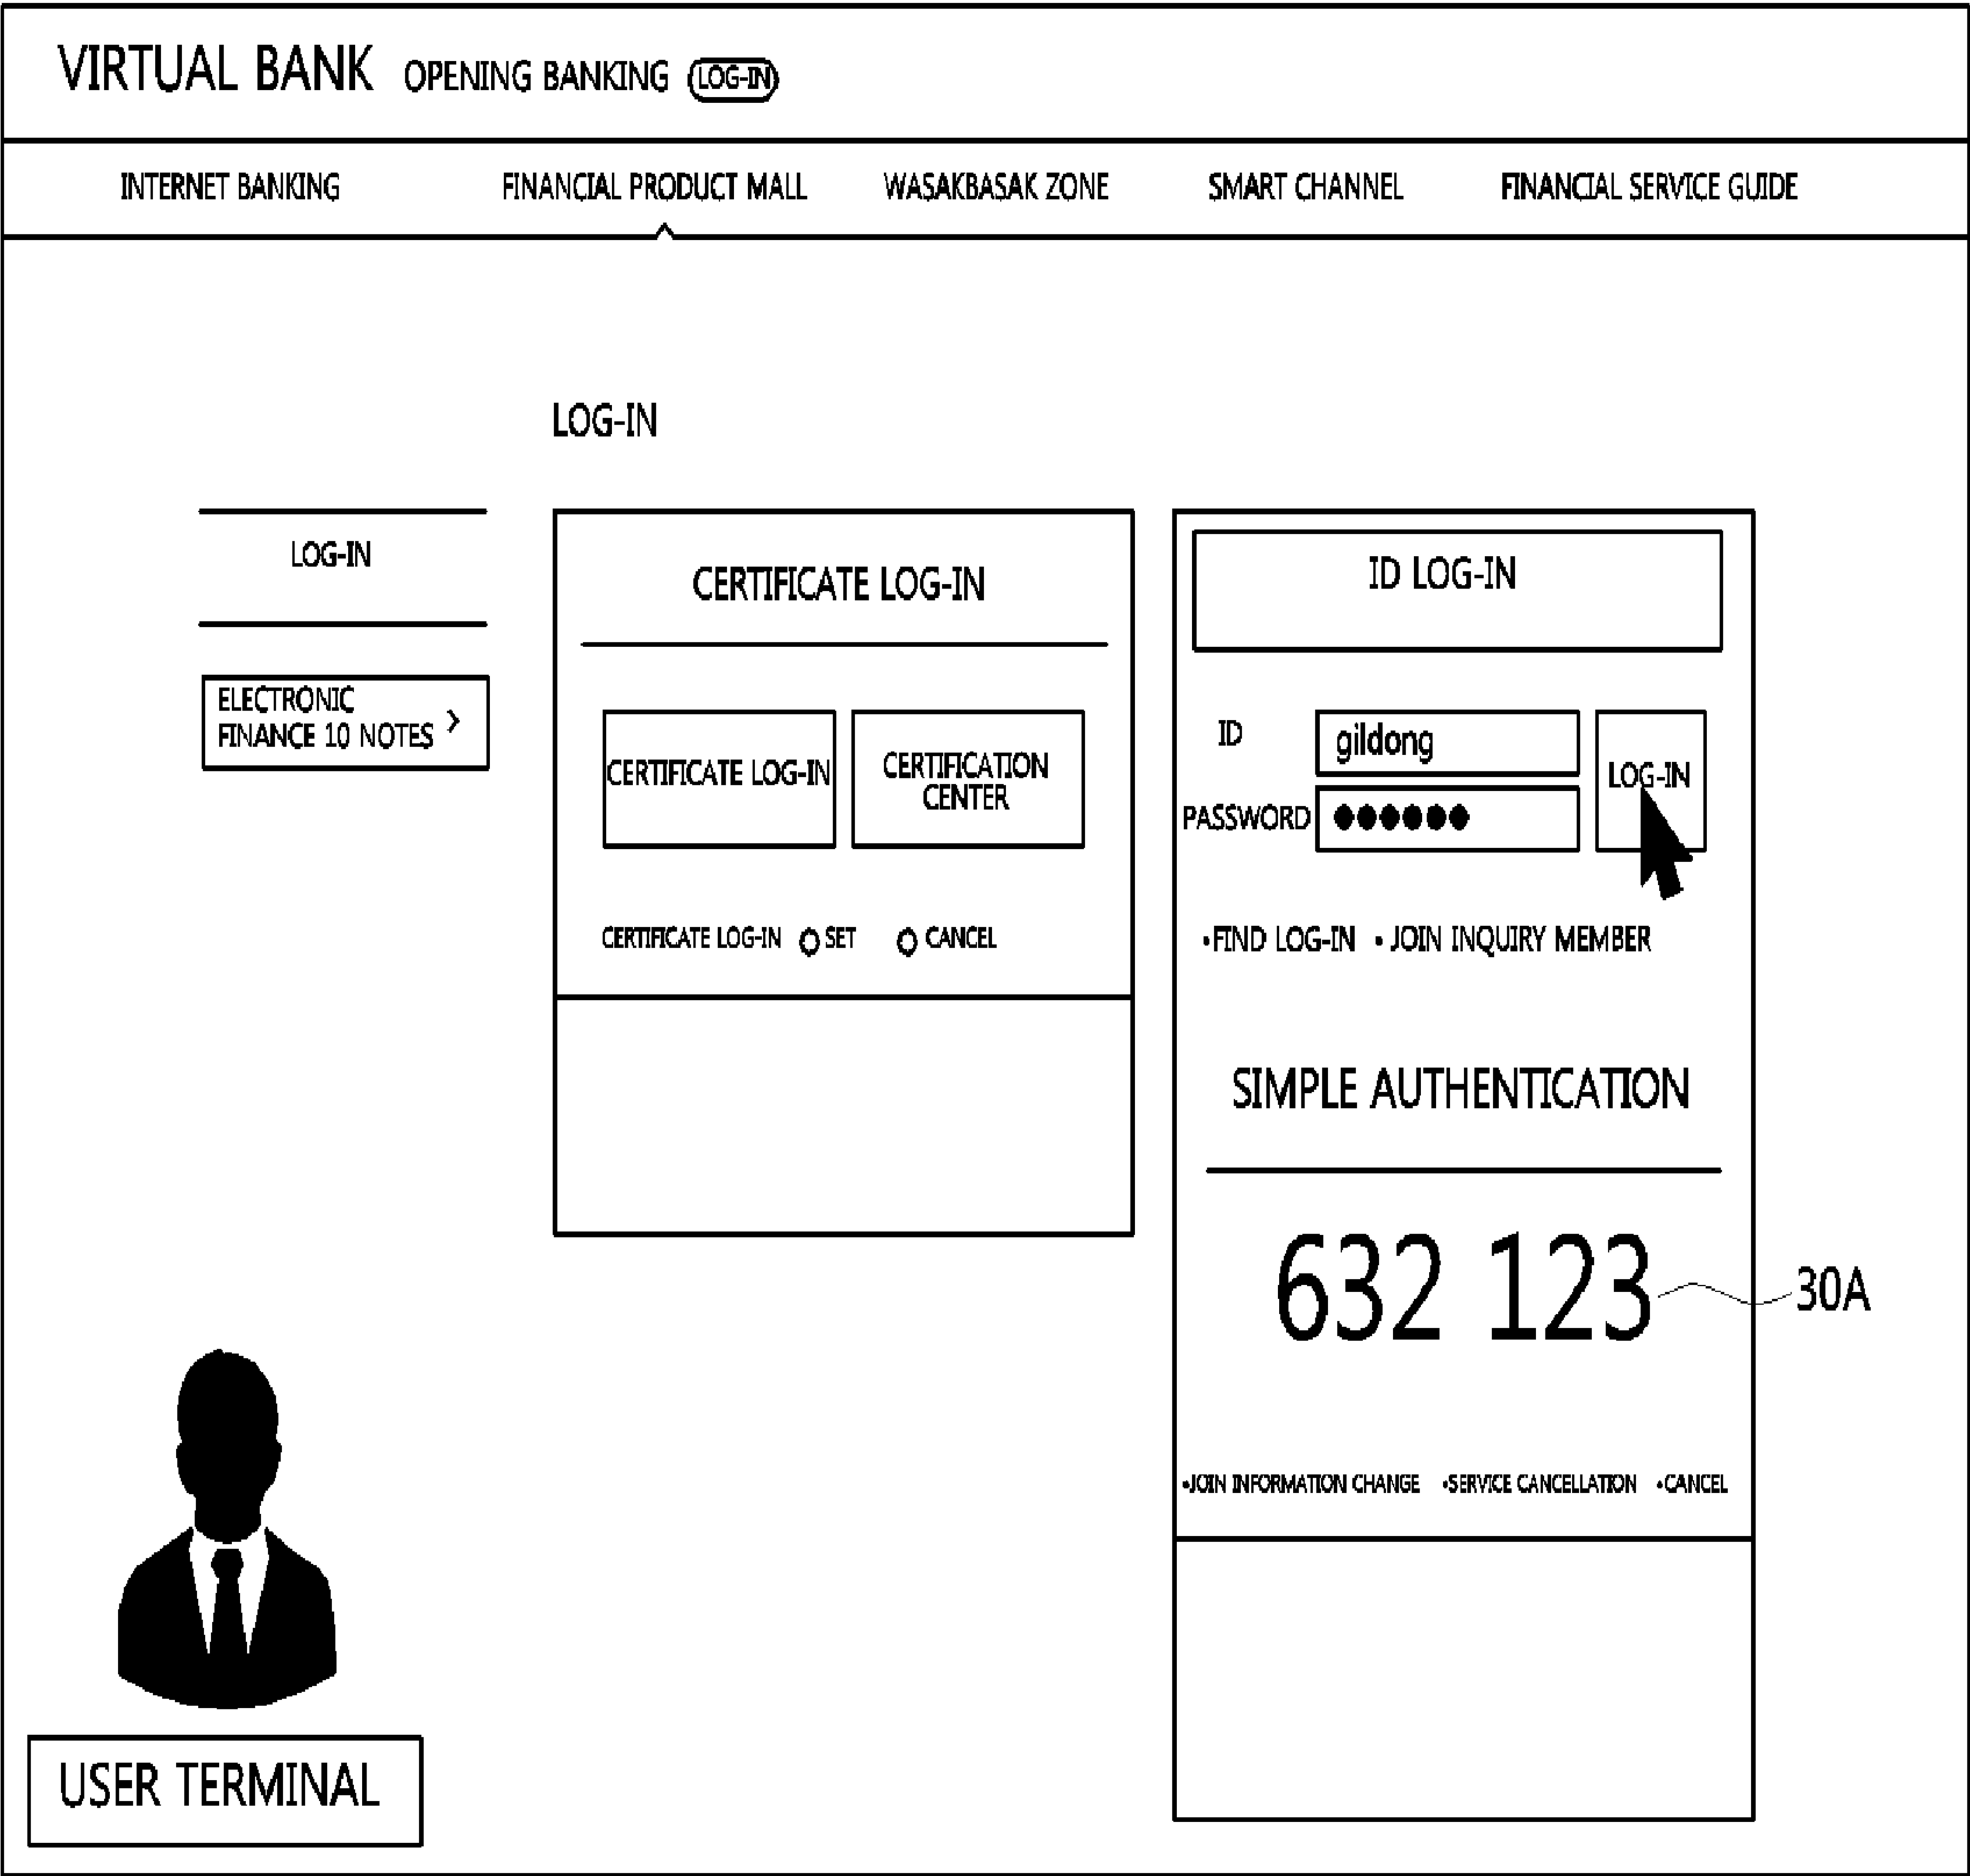 VIRTUAL BANK OPENING BANKING LOG-IN
INTERNET BANKING FINANCIAL PRODUCT MALL WASAKBASAK ZONE SMART CHANNEL FINANCIAL SERVICE GUIDE
LOG-IN
LOG-IN
ELECTRONIC
FINANCE 10 NOTES >
CERTIFICATE LOG-IN
CERTIFICATE LOG-IN
CERTIFICATION
CENTER
CERTIFICATE LOG-IN SET CANCEL
ID LOG-IN
ID gildong
PASSWORD ●●●●●●
LOG-IN
•FIND LOG-IN • JOIN INQUIRY MEMBER
SIMPLE AUTHENTICATION
632 123
30A
•JOIN INFORMATION CHANGE •SERVICE CANCELLATION •CANCEL
USER TERMINAL